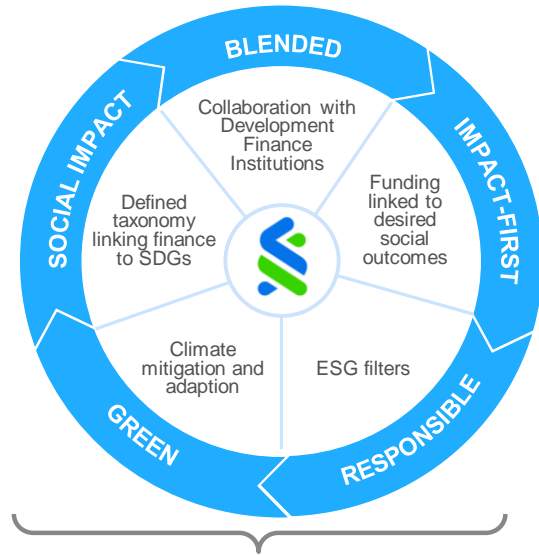 BLENDED
Collaboration with
Development
Finance
Institutions
IMPACT-FIRST
Funding
linked to
desired
social
outcomes
RESPONSIBLE
ESG filters
GREEN
Climate
mitigation and
adaption
SOCIAL IMPACT
Defined
taxonomy
linking finance
to SDGs